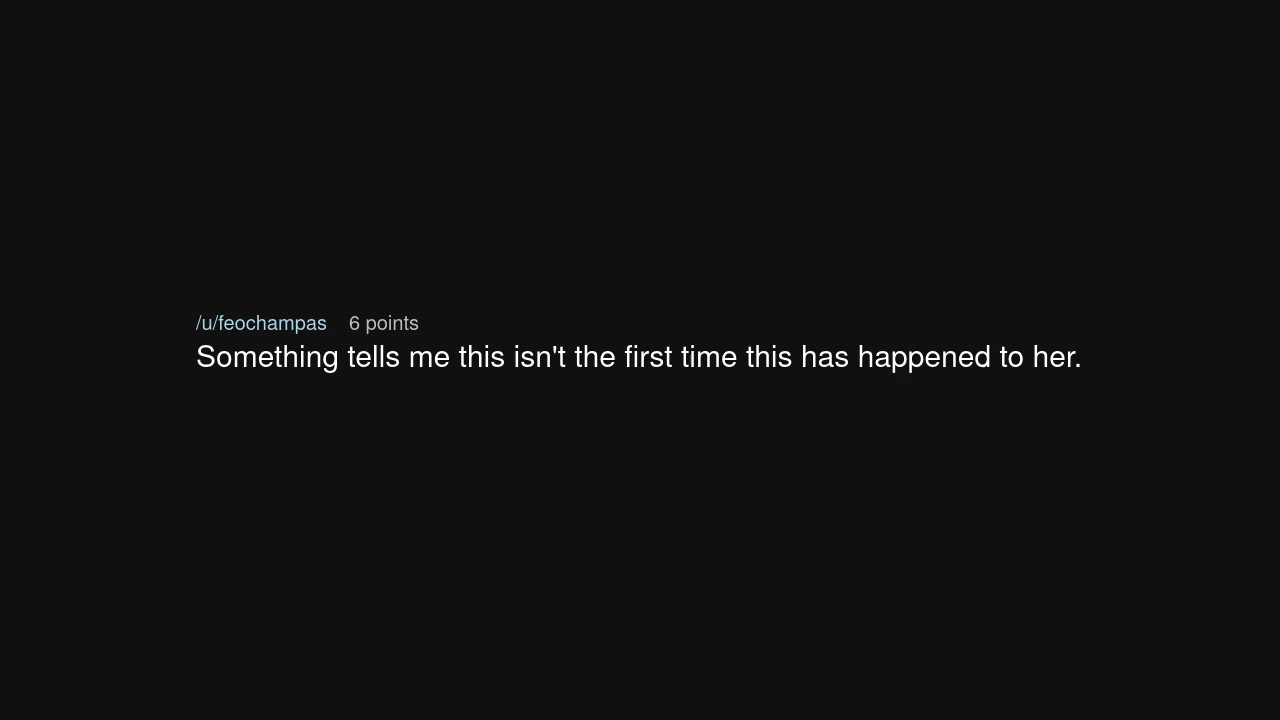 /u/feochampas 6 points
Something tells me this isn't the first time this has happened to her.